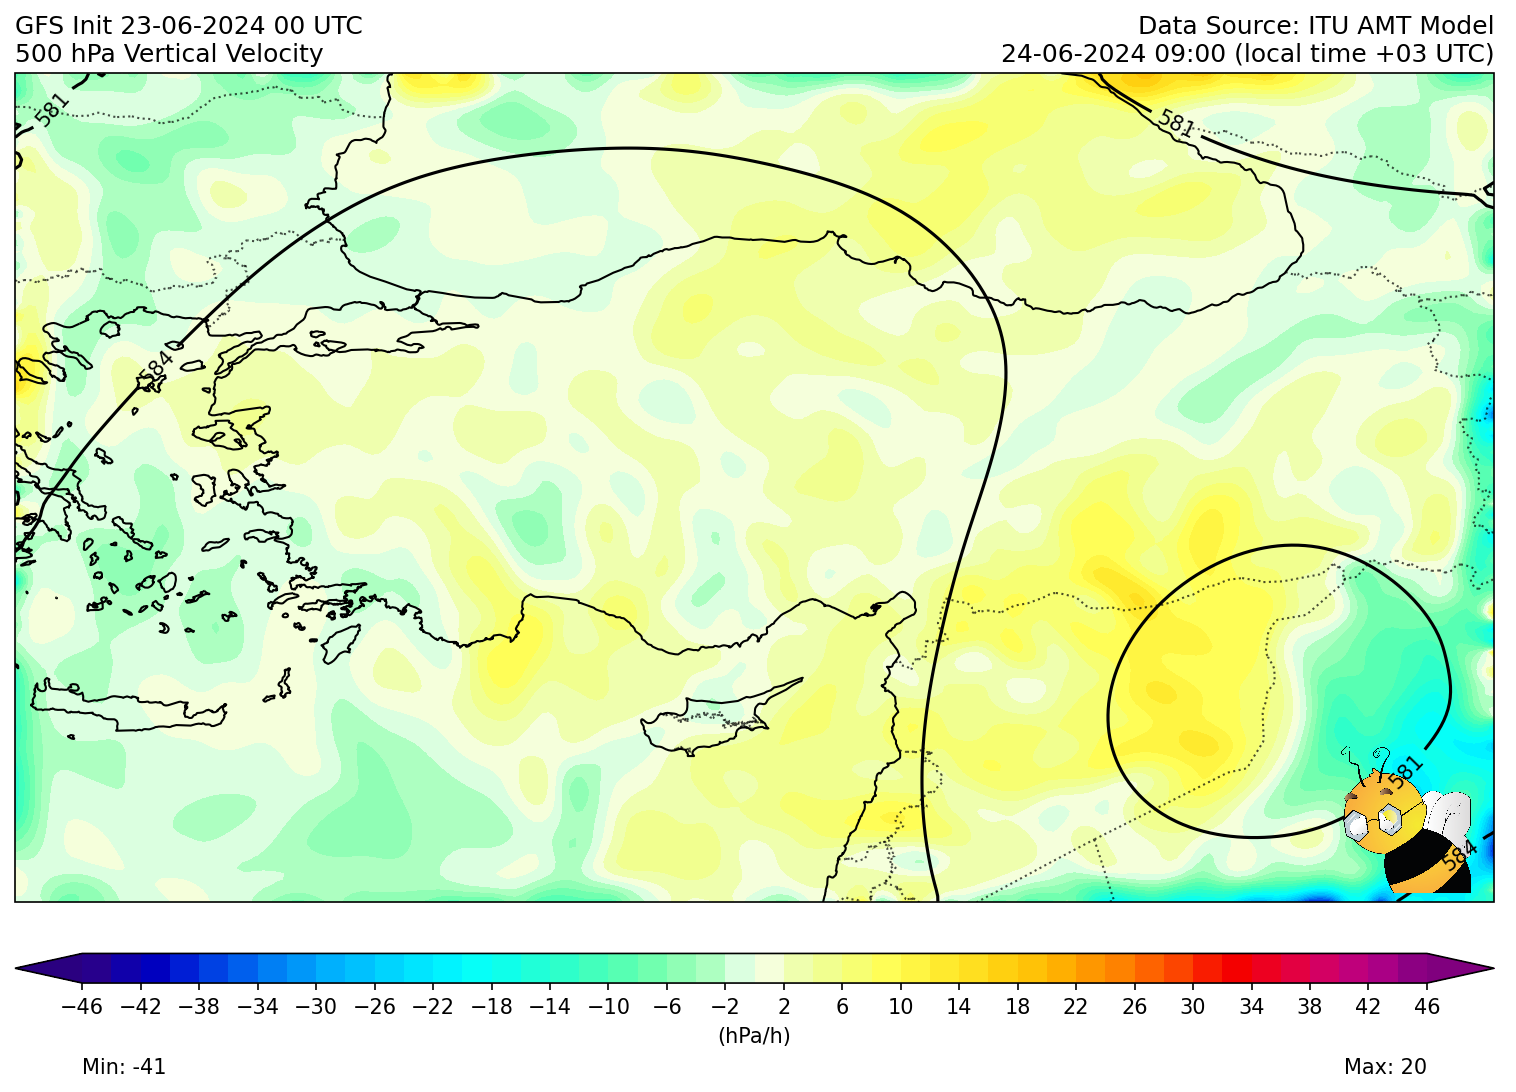 GFS Init 23-06-2024 00 UTC
Data Source: ITU AMT Model
500 hPa Vertical Velocity
24-06-2024 09:00 (local time +03 UTC)
581
581
584
581
584
−46 −42 −38 −34 −30 −26 −22 −18 −14 −10 −6 −2 2 6 10 14 18 22 26 30 34 38 42 46
(hPa/h)
Min: -41
Max: 20